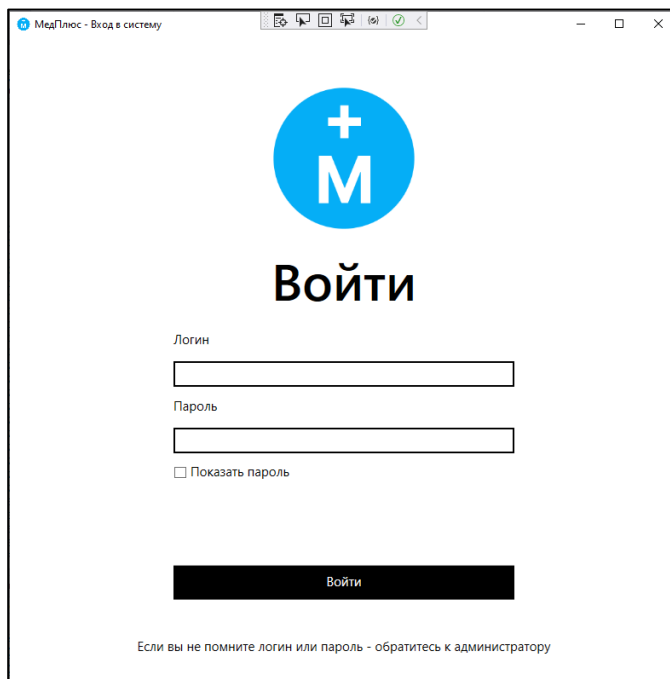 МедПлюс - Вход в систему
+
М
Войти
Логин
Пароль
Показать пароль
Войти
Если вы не помните логин или пароль - обратитесь к администратору